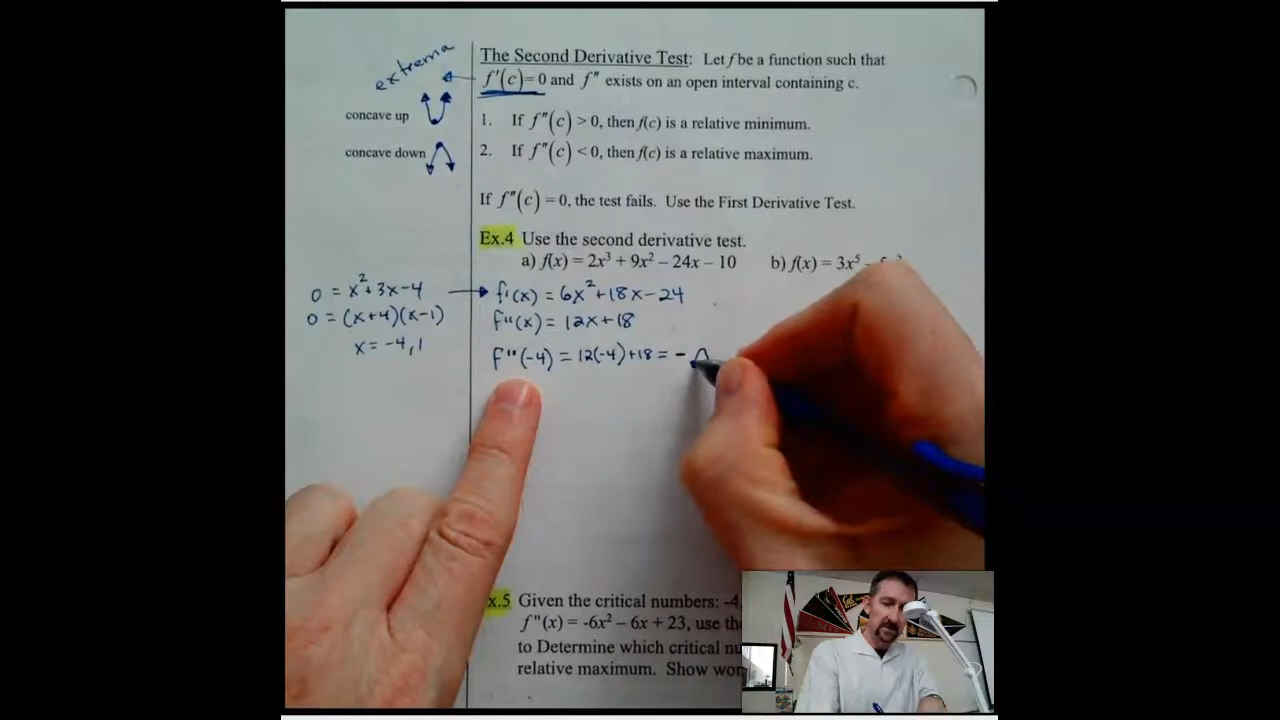 extrema
The Second Derivative Test: Let f be a function such that
f'(c)=0 and f" exists on an open interval containing c.
concave up
1. If f"(c) > 0, then f(c) is a relative minimum.
concave down
2. If f"(c) < 0, then f(c) is a relative maximum.
If f"(c) = 0, the test fails. Use the First Derivative Test.
Ex.4 Use the second derivative test.
a) f(x) = 2x³ + 9x² – 24x – 10 b) f(x) = 3x⁵
0 = x²+3x-4
f'(x) = 6x²+18x-24
0 = (x+4)(x-1)
f"(x) = 12x+18
x = -4,1
f"(-4) = 12(-4)+18 = -
x.5 Given the critical numbers: -4
f"(x) = -6x² – 6x + 23, use
to Determine which critical
relative maximum. Show